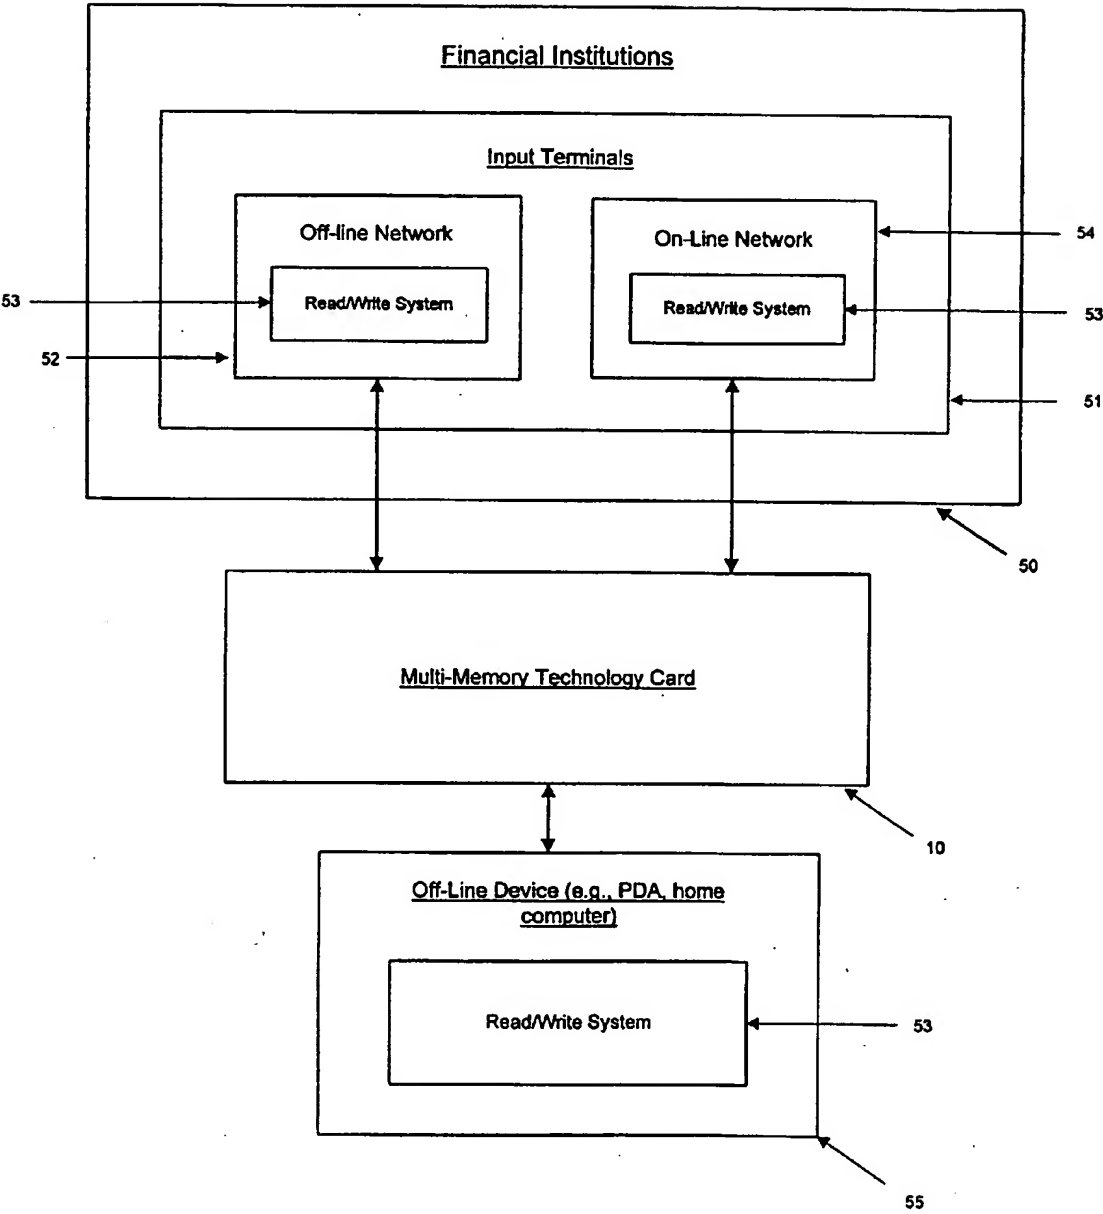 Financial Institutions
Input Terminals
Off-line Network
On-Line Network
54
53
Read/Write System
Read/Write System
53
52
51
50
Multi-Memory Technology Card
10
Off-Line Device (e.g., PDA, home
computer)
Read/Write System
53
55